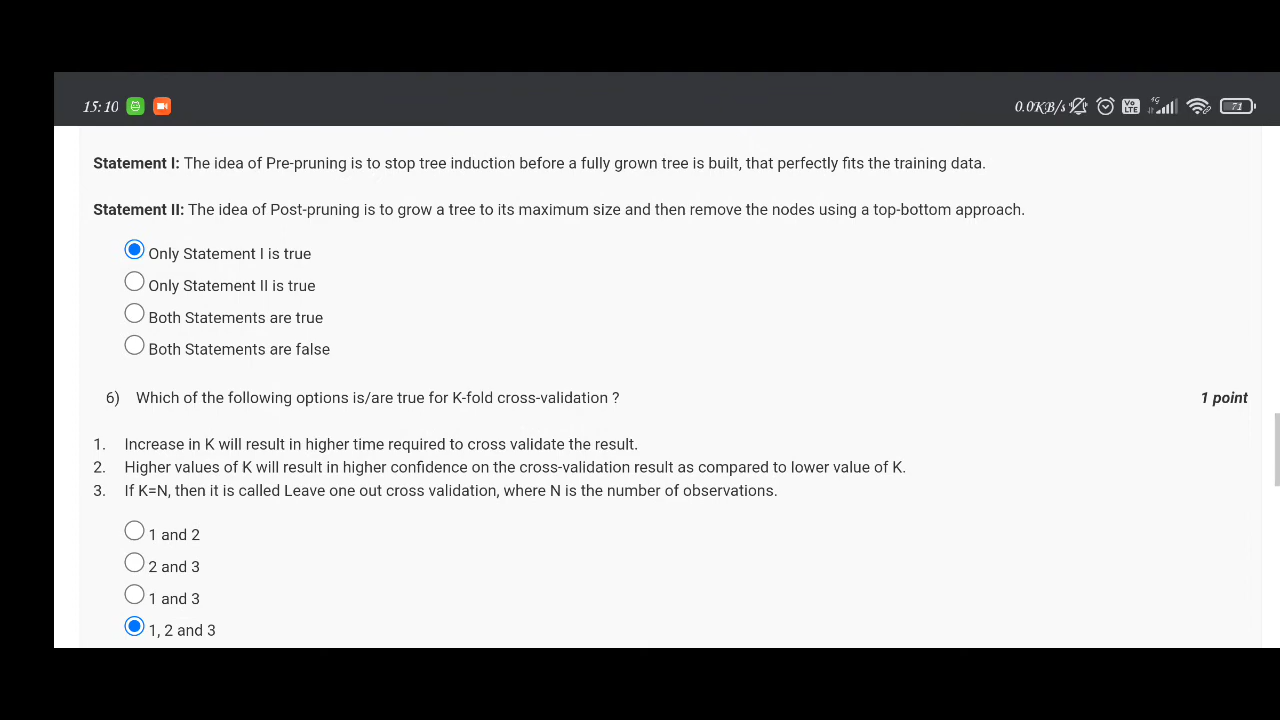 15:10 0.0KB/s Vo LTE 4G 71
Statement I: The idea of Pre-pruning is to stop tree induction before a fully grown tree is built, that perfectly fits the training data.
Statement II: The idea of Post-pruning is to grow a tree to its maximum size and then remove the nodes using a top-bottom approach.
Only Statement I is true
Only Statement II is true
Both Statements are true
Both Statements are false
6) Which of the following options is/are true for K-fold cross-validation ? 1 point
1. Increase in K will result in higher time required to cross validate the result.
2. Higher values of K will result in higher confidence on the cross-validation result as compared to lower value of K.
3. If K=N, then it is called Leave one out cross validation, where N is the number of observations.
1 and 2
2 and 3
1 and 3
1, 2 and 3